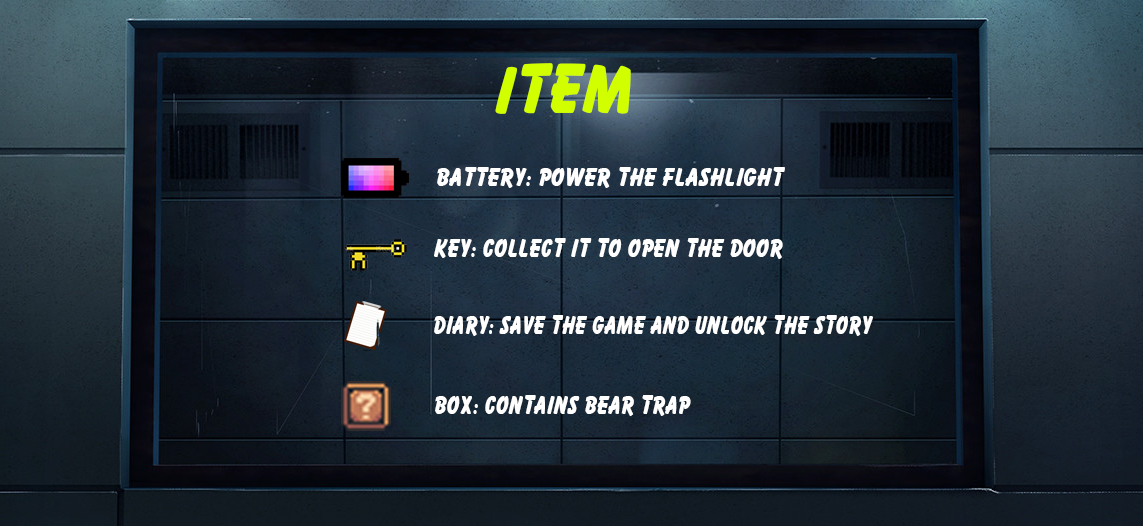 ITEM
BATTERY: POWER THE FLASHLIGHT
KEY: COLLECT IT TO OPEN THE DOOR
DIARY: SAVE THE GAME AND UNLOCK THE STORY
?
BOX: CONTAINS BEAR TRAP